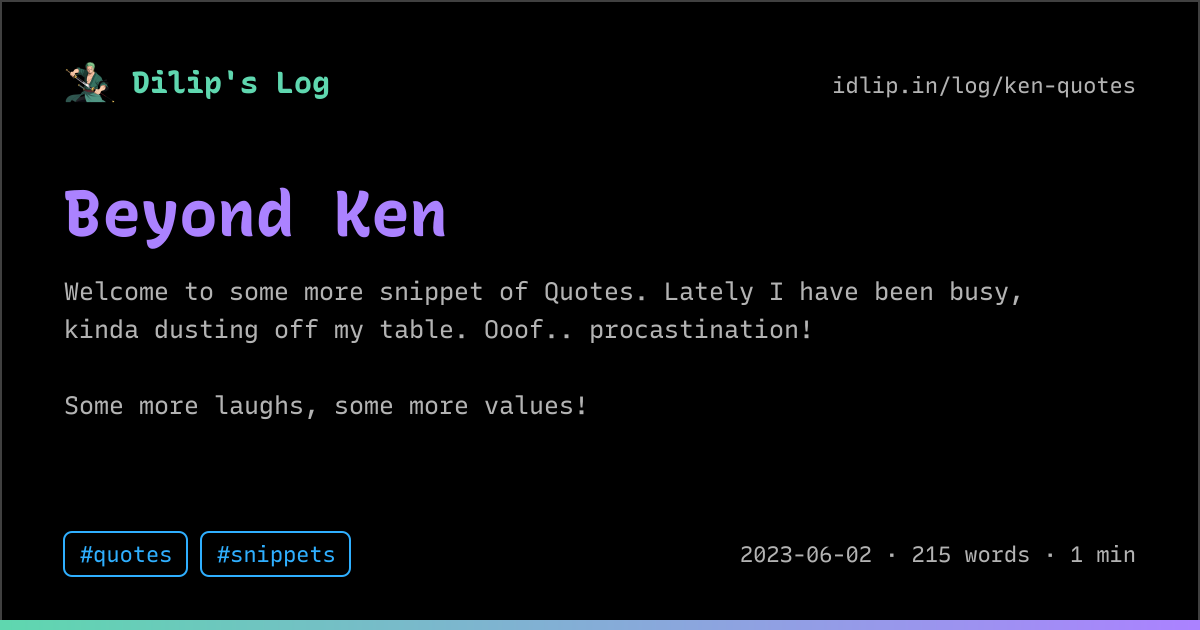 Dilip's Log
idlip.in/log/ken-quotes
Beyond Ken
Welcome to some more snippet of Quotes. Lately I have been busy,
kinda dusting off my table. Ooof.. procastination!
Some more laughs, some more values!
#quotes #snippets
2023-06-02 · 215 words · 1 min